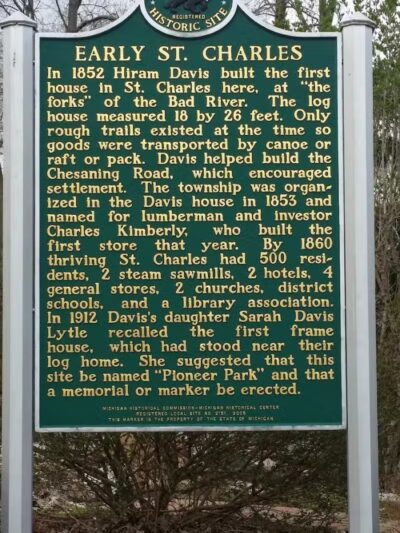 REGISTERED
HISTORIC SITE
EARLY ST. CHARLES
In 1852 Hiram Davis built the first
house in St. Charles here, at "the
forks" of the Bad River. The log
house measured 18 by 26 feet. Only
rough trails existed at the time so
goods were transported by canoe or
raft or pack. Davis helped build the
Chesaning Road, which encouraged
settlement. The township was organ-
ized in the Davis house in 1853 and
named for lumberman and investor
Charles Kimberly, who built the
first store that year. By 1860
thriving St. Charles had 500 resi-
dents, 2 steam sawmills, 2 hotels, 4
general stores, 2 churches, district
schools, and a library association.
In 1912 Davis's daughter Sarah Davis
Lytle recalled the first frame
house, which had stood near their
log home. She suggested that this
site be named "Pioneer Park" and that
a memorial or marker be erected.
MICHIGAN HISTORICAL COMMISSION-MICHIGAN HISTORICAL CENTER
REGISTERED LOCAL SITE NO.
THIS MARKER IS THE PROPERTY OF THE STATE OF MICHIGAN